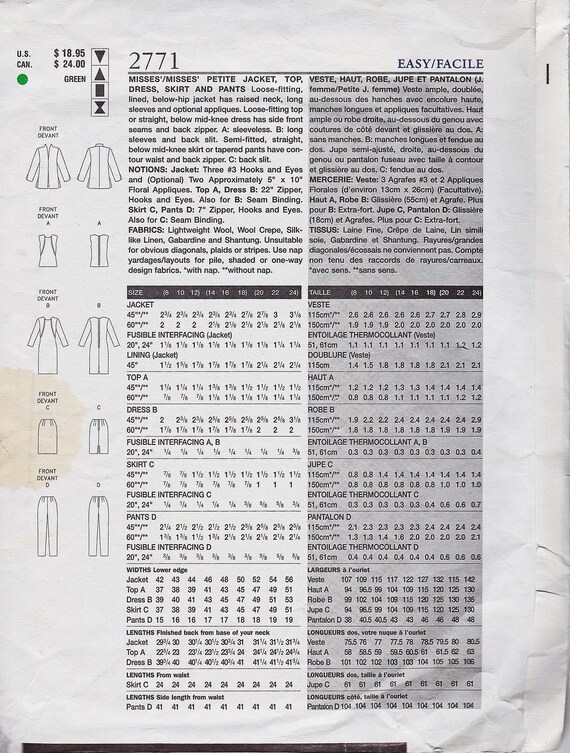 U.S. $ 18.95
CAN. $ 24.00
GREEN
2771
EASY/FACILE
FRONT
DEVANT
FRONT
DEVANT
A
A
FRONT
DEVANT
B
B
FRONT
DEVANT
C
C
FRONT
DEVANT
D
D
MISSES'/MISSES' PETITE JACKET, TOP,
DRESS, SKIRT AND PANTS Loose-fitting,
lined, below-hip jacket has raised neck, long
sleeves and optional appliques. Loose-fitting top
or straight, below mid-knee dress has side front
seams and back zipper. A: sleeveless. B: long
sleeves and back slit. Semi-fitted, straight,
below mid-knee skirt or tapered pants have con-
tour waist and back zipper. C: back slit.
NOTIONS: Jacket: Three #3 Hooks and Eyes
and (Optional) Two Approximately 5" x 10"
Floral Appliques. Top A, Dress B: 22" Zipper,
Hooks and Eyes. Also for B: Seam Binding.
Skirt C, Pants D: 7" Zipper, Hooks and Eyes.
Also for C: Seam Binding.
FABRICS: Lightweight Wool, Wool Crepe, Silk-
like Linen, Gabardine and Shantung. Unsuitable
for obvious diagonals, plaids or stripes. Use nap
yardages/layouts for pile, shaded or one-way
design fabrics. *with nap. **without nap.
VESTE, HAUT, ROBE, JUPE ET PANTALON (J.
femme/Petite J. femme) Veste ample, doublée,
au-dessous des hanches avec encolure haute,
manches longues et appliqués facultatives. Haut
ample ou robe droite, au-dessous du genou avec
coutures de côté devant et glissière au dos. A:
sans manches. B: manches longues et fendue au
dos. Jupe semi-ajusté, droite, au-dessous du
genou ou pantalon fuseau avec taille à contour
et glissière au dos. C: fendue au dos.
MERCERIE: Veste: 3 Agrafes #3 et 2 Appliques
Florales (d'environ 13cm x 26cm) (Facultative).
Haut A, Robe B: Glissière (55cm) et Agrafe. Plus
pour B: Extra-fort. Jupe C, Pantalon D: Glissière
(18cm) et Agrafes. Plus pour C: Extra-fort.
TISSUS: Laine Fine, Crêpe de Laine, Lin simili
soie, Gabardine et Shantung. Rayures/grandes
diagonales/écossais ne conviennent pas. Compte
non tenu des raccords de rayures/carreaux.
*avec sens. **sans sens.
SIZE (8 10 12) (14 16 18) (20 22 24)
JACKET
45"*/** 2¾ 2¾ 2¾ 2¾ 2¾ 2⅞ 2⅞ 3 3⅛
60"*/** 2 2 2 2⅛ 2⅛ 2⅛ 2⅛ 2⅛ 2⅛
FUSIBLE INTERFACING (Jacket)
20", 24" 1⅛ 1⅛ 1⅛ 1⅛ 1⅛ 1⅛ 1⅛ 1¼ 1¼
LINING (Jacket)
45" 1½ 1⅝ 1⅞ 1⅞ 1⅞ 1⅞ 2¼ 2¼ 2¼
TOP A
45"*/** 1¼ 1¼ 1¼ 1⅜ 1⅜ 1½ 1½ 1½ 1½
60"*/** ⅞ ⅞ ⅞ 1⅛ 1⅛ 1¼ 1¼ 1¼ 1¼
DRESS B
45"*/** 2 2⅜ 2⅜ 2⅝ 2⅝ 2⅝ 2⅝ 2⅝ 3⅛
60"*/** 1⅞ 1⅞ 1⅞ 1⅞ 1⅞ 1⅞ 2 2 2
FUSIBLE INTERFACING A, B
20", 24" ¼ ¼ ¼ ¼ ¼ ¼ ¼ ¼ ⅜
SKIRT C
45"*/** ⅞ ⅞ 1½ 1½ 1½ 1½ 1½ 1½ 1½
60"*/** ⅞ ⅞ ⅞ ⅞ ⅞ ⅞ 1 1 1
FUSIBLE INTERFACING C
20", 24" ¼ ¼ ¼ ¼ ¼ ⅜ ⅝ ⅝ ¾
PANTS D
45"*/** 2¼ 2½ 2½ 2½ 2½ 2⅝ 2⅝ 2⅝ 2⅝
60"*/** 1⅜ 1⅜ 1½ 1¾ 2⅛ 2⅛ 2⅛ 2⅛ 2¼
FUSIBLE INTERFACING D
20", 24" ⅜ ⅜ ⅜ ⅜ ⅜ ⅜ ⅝ ⅝ ⅝
TAILLE (8 10 12) (14 16 18) (20 22 24)
VESTE
115cm*/** 2.6 2.6 2.6 2.6 2.6 2.7 2.7 2.8 2.9
150cm*/** 1.9 1.9 1.9 2.0 2.0 2.0 2.0 2.0 2.0
ENTOILAGE THERMOCOLLANT (Veste)
51, 61cm 1.1 1.1 1.1 1.1 1.1 1.1 1.1 1.2 1.2
DOUBLURE (Veste)
115cm 1.4 1.5 1.8 1.8 1.8 1.8 2.1 2.1 2.1
HAUT A
115cm*/** 1.2 1.2 1.2 1.3 1.3 1.4 1.4 1.4 1.4
150cm*/** 0.8 0.8 0.8 1.1 1.1 1.2 1.2 1.2 1.2
ROBE B
115cm*/** 1.9 2.2 2.2 2.4 2.4 2.4 2.4 2.4 2.9
150cm*/** 1.8 1.8 1.8 1.8 1.8 1.8 1.9 1.9 1.9
ENTOILAGE THERMOCOLLANT A, B
51, 61cm 0.3 0.3 0.3 0.3 0.3 0.3 0.3 0.3 0.4
JUPE C
115cm*/** 0.8 0.8 1.4 1.4 1.4 1.4 1.4 1.4 1.4
150cm*/** 0.8 0.8 0.8 0.8 0.8 0.8 1.0 1.0 1.0
ENTOILAGE THERMOCOLLANT C
51, 61cm 0.3 0.3 0.3 0.3 0.3 0.4 0.6 0.6 0.7
PANTALON D
115cm*/** 2.1 2.3 2.3 2.3 2.3 2.4 2.4 2.4 2.4
150cm*/** 1.3 1.3 1.4 1.6 2.0 2.0 2.0 2.0 2.1
ENTOILAGE THERMOCOLLANT D
51, 61cm 0.4 0.4 0.4 0.4 0.4 0.4 0.6 0.6 0.6
WIDTHS Lower edge
Jacket 42 43 44 46 48 50 52 54 56
Top A 37 38 39 41 43 45 47 49 51
Dress B 39 40 41 43 45 47 49 51 53
Skirt C 37 38 39 41 43 45 47 49 51
Pants D 15 16 16 17 17 18 18 19 19
LENGTHS Finished back from base of your neck
Jacket 29¾ 30 30¼ 30½ 30¾ 31 31¼ 31½ 31¾
Top A 22¾ 23 23¼ 23½ 23¾ 24 24¼ 24½ 24¾
Dress B 39¾ 40 40¼ 40½ 40¾ 41 41¼ 41½ 41¾
LENGTHS From waist
Skirt C 24 24 24 24 24 24 24 24 24
LENGTHS Side length from waist
Pants D 41 41 41 41 41 41 41 41 41
LARGEURS à l'ourlet
Veste 107 109 115 117 122 127 132 115 142
Haut A 94 96.5 99 104 109 115 120 125 130
Robe B 99 102 104 109 115 120 125 130 135
Jupe C 94 96.5 99 104 109 115 120 125 130
Pantalon D 38 40.5 40.5 43 43 46 46 48 48
LONGUEURS dos, votre nuque à l'ourlet
Veste 75.5 76 77 77.5 78 78.5 79.5 80 80.5
Haut A 58 58.5 59 59.5 60.5 61 61.5 62 63
Robe B 101 102 102 103 103 104 105 105 106
LONGUEURS dos, taille à l'ourlet
Jupe C 61 61 61 61 61 61 61 61 61
LONGUEURS côté, taille à l'ourlet
Pantalon D 104 104 104 104 104 104 104 104 104